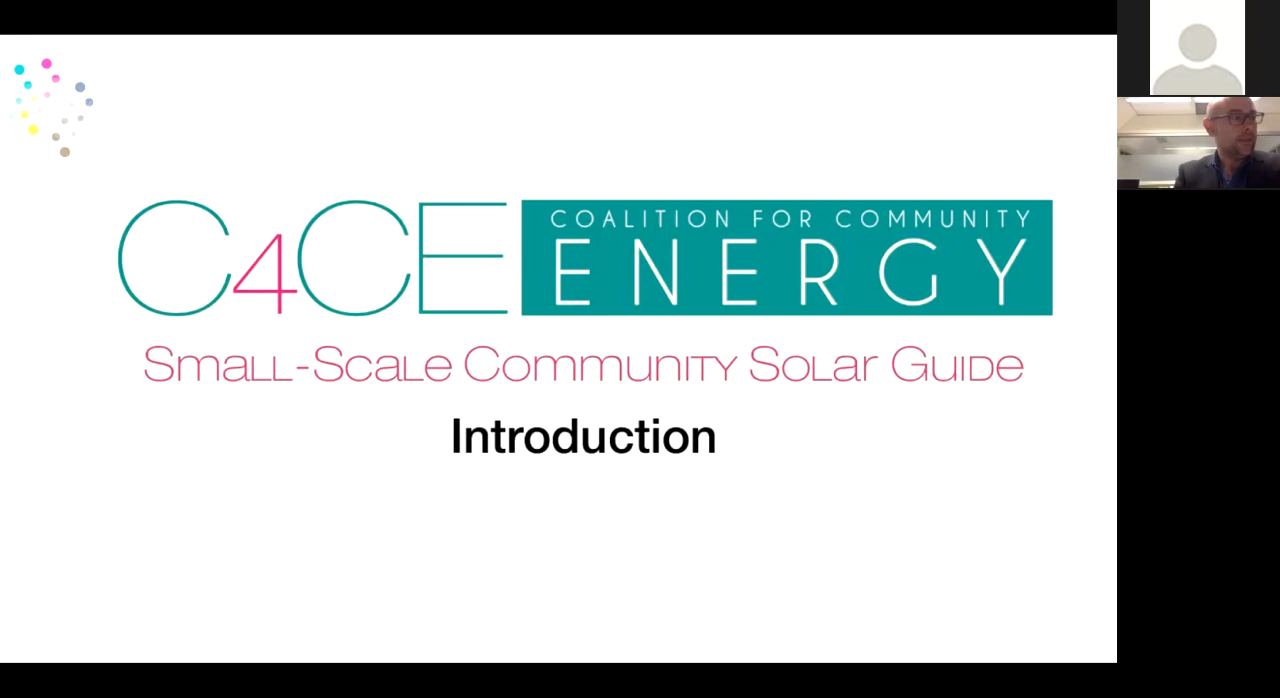 C4CE COALITION FOR COMMUNITY
ENERGY
Small-Scale Community Solar Guide
Introduction